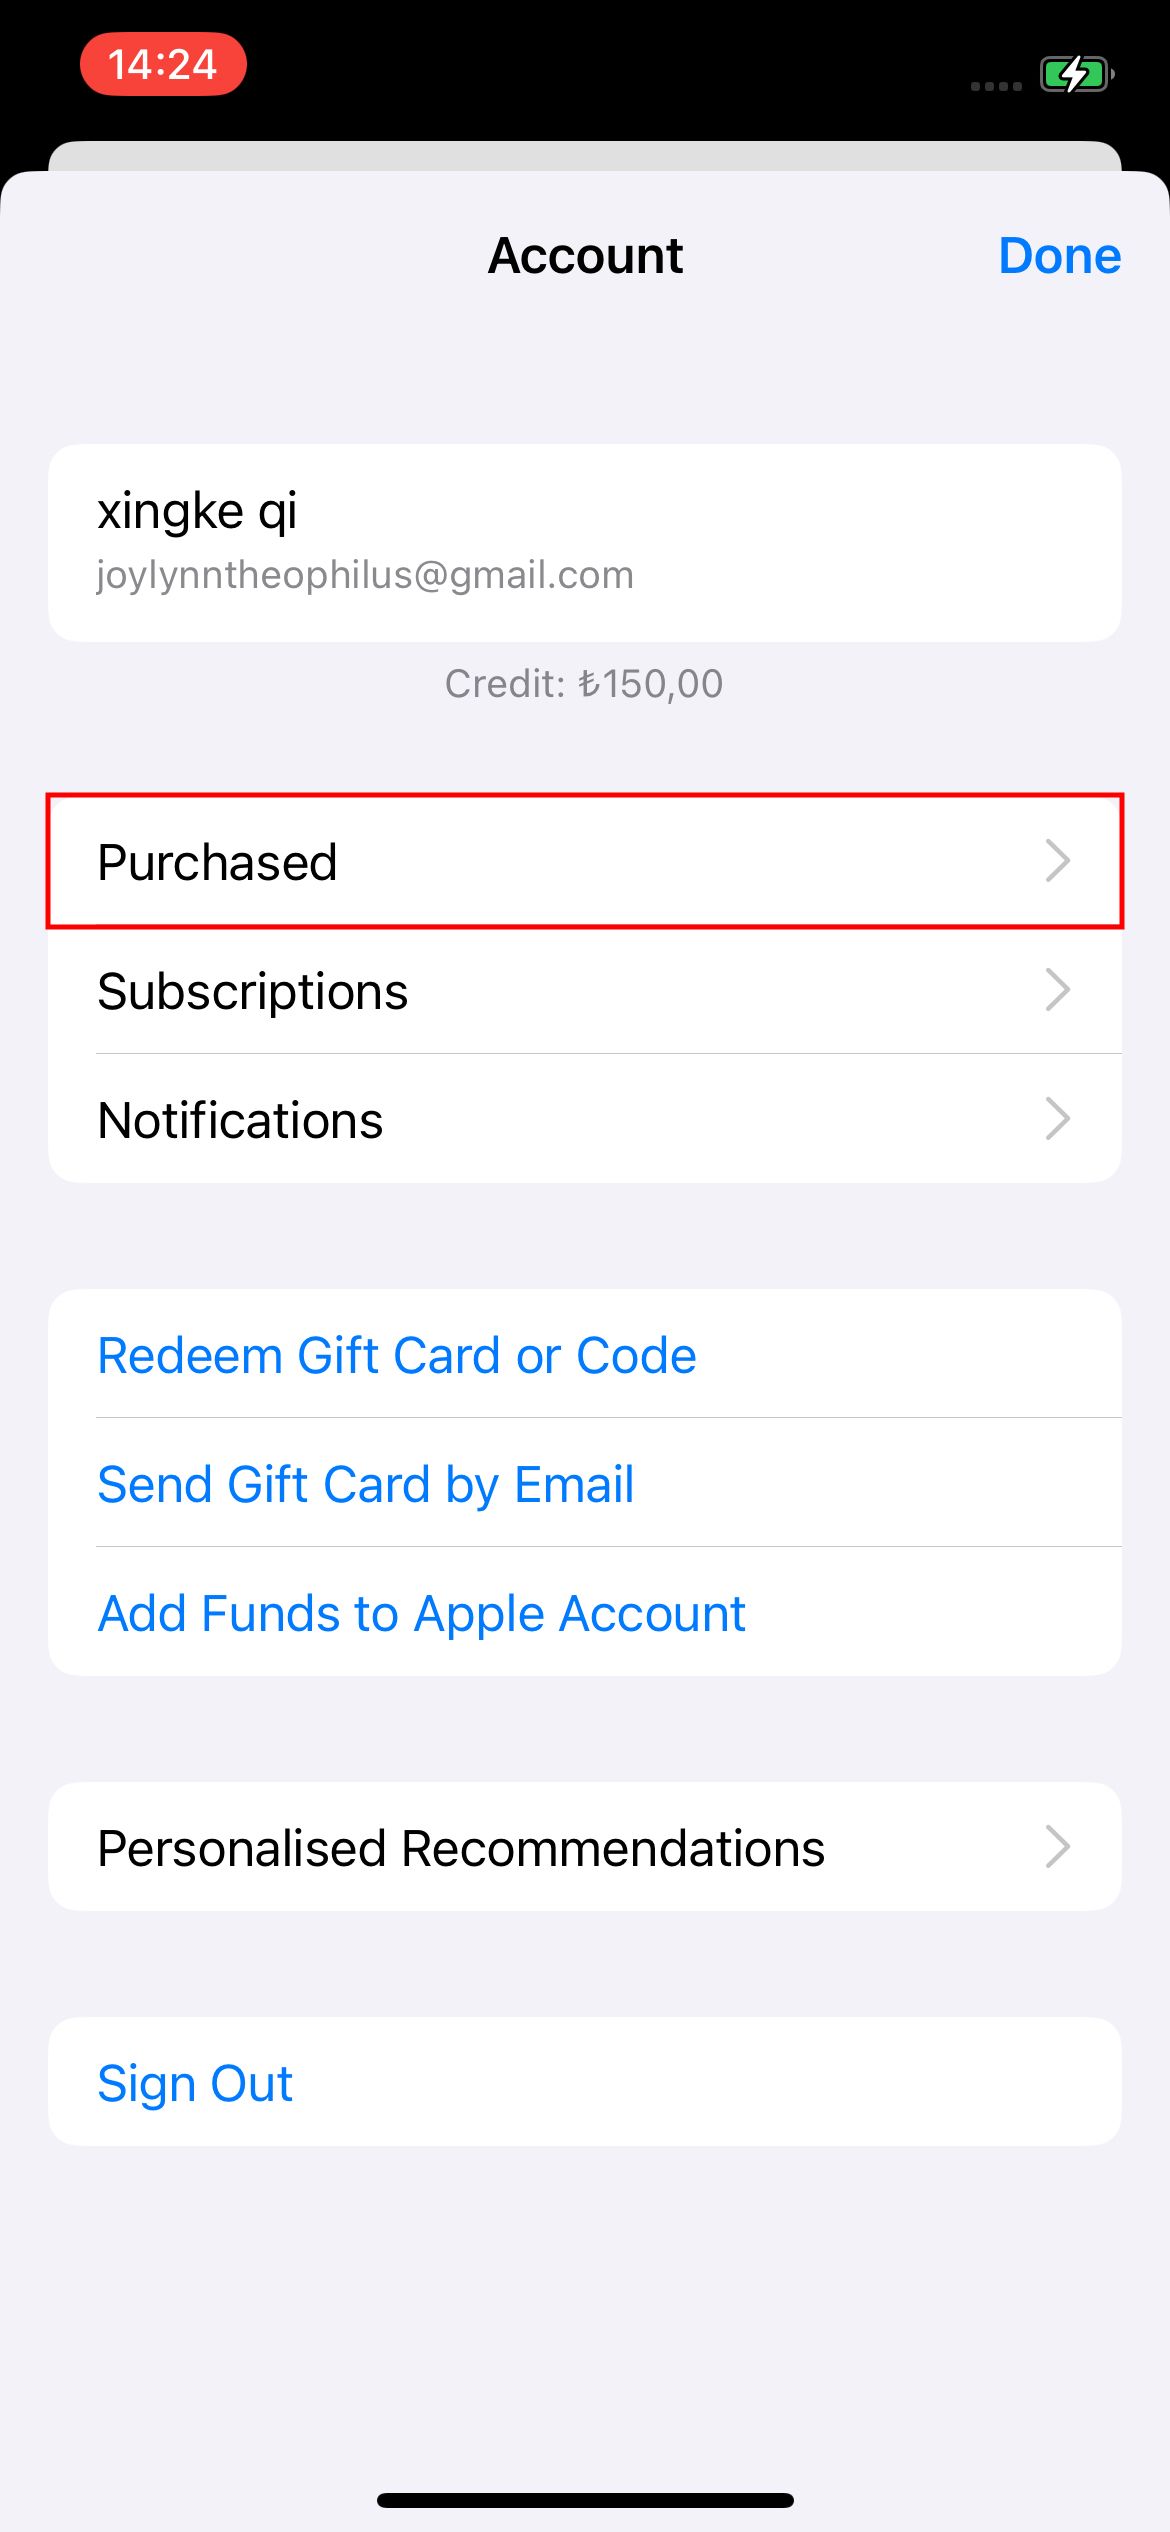 14:24
Account
Done
xingke qi
joylynntheophilus@gmail.com
Credit: ₺150,00
Purchased
Subscriptions
Notifications
Redeem Gift Card or Code
Send Gift Card by Email
Add Funds to Apple Account
Personalised Recommendations
Sign Out